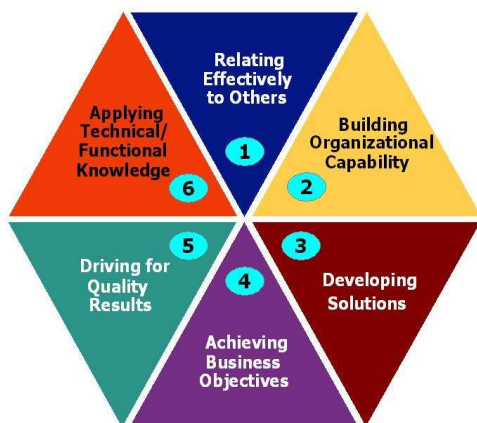 Relating
Effectively
to Others
1
Building
Organizational
Capability
2
3
Developing
Solutions
4
Achieving
Business
Objectives
5
Driving for
Quality
Results
Applying
Technical/
Functional
Knowledge
6